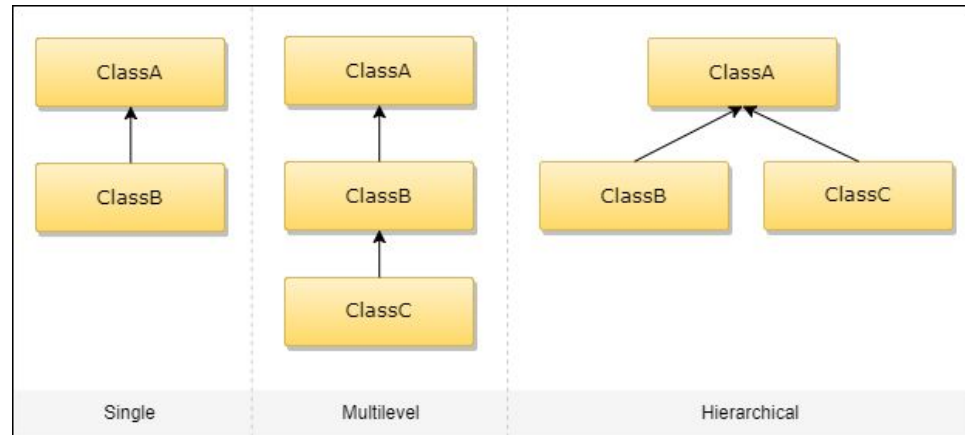 ClassA
ClassB
Single
ClassA
ClassB
ClassC
Multilevel
ClassA
ClassB
ClassC
Hierarchical